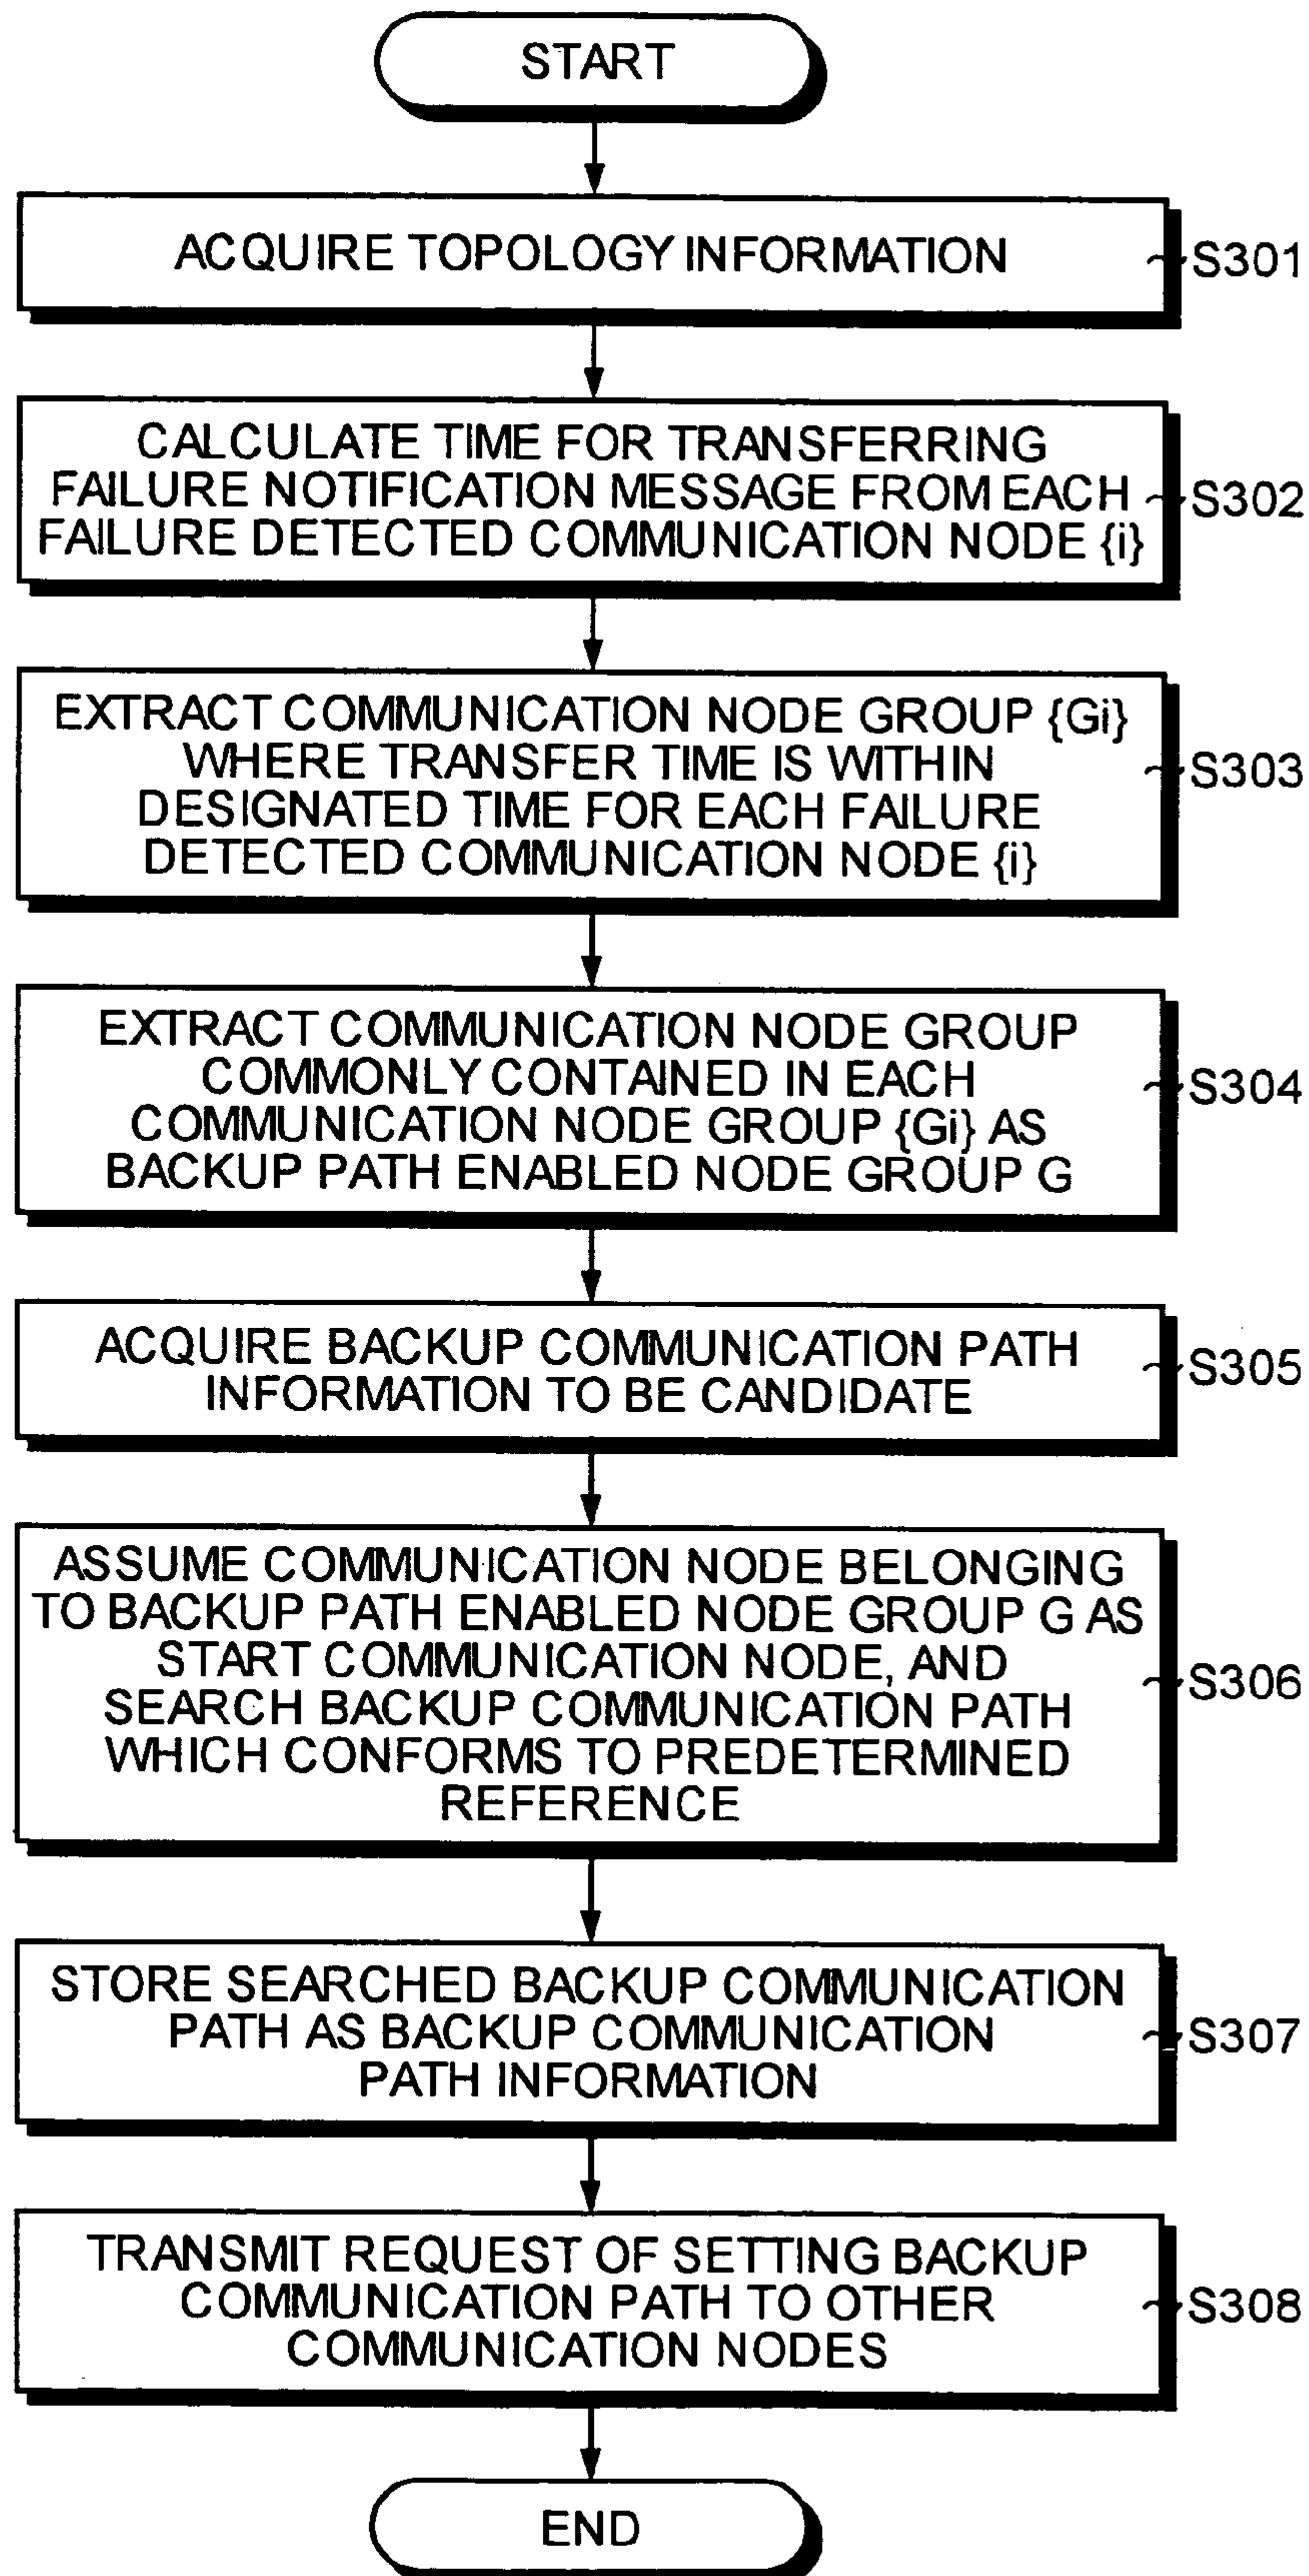 START
ACQUIRE TOPOLOGY INFORMATION
S301
CALCULATE TIME FOR TRANSFERRING
FAILURE NOTIFICATION MESSAGE FROM EACH
FAILURE DETECTED COMMUNICATION NODE {i}
S302
EXTRACT COMMUNICATION NODE GROUP {Gi}
WHERE TRANSFER TIME IS WITHIN
DESIGNATED TIME FOR EACH FAILURE
DETECTED COMMUNICATION NODE {i}
S303
EXTRACT COMMUNICATION NODE GROUP
COMMONLY CONTAINED IN EACH
COMMUNICATION NODE GROUP {Gi} AS
BACKUP PATH ENABLED NODE GROUP G
S304
ACQUIRE BACKUP COMMUNICATION PATH
INFORMATION TO BE CANDIDATE
S305
ASSUME COMMUNICATION NODE BELONGING
TO BACKUP PATH ENABLED NODE GROUP G AS
START COMMUNICATION NODE, AND
SEARCH BACKUP COMMUNICATION PATH
WHICH CONFORMS TO PREDETERMINED
REFERENCE
S306
STORE SEARCHED BACKUP COMMUNICATION
PATH AS BACKUP COMMUNICATION
PATH INFORMATION
S307
TRANSMIT REQUEST OF SETTING BACKUP
COMMUNICATION PATH TO OTHER
COMMUNICATION NODES
S308
END